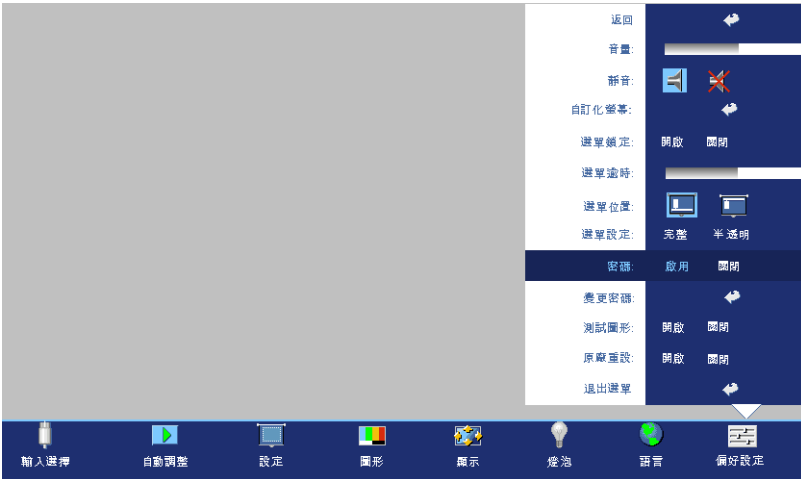 返回
音量:
靜音:
自訂化螢幕:
選單鎖定: 開啟 關閉
選單逾時:
選單位置:
選單設定: 完整 半透明
密碼: 啟用 關閉
變更密碼:
測試圖形: 開啟 關閉
原廠重設: 開啟 關閉
退出選單
輸入選擇 自動調整 設定 圖形 顯示 燈泡 語言 偏好設定